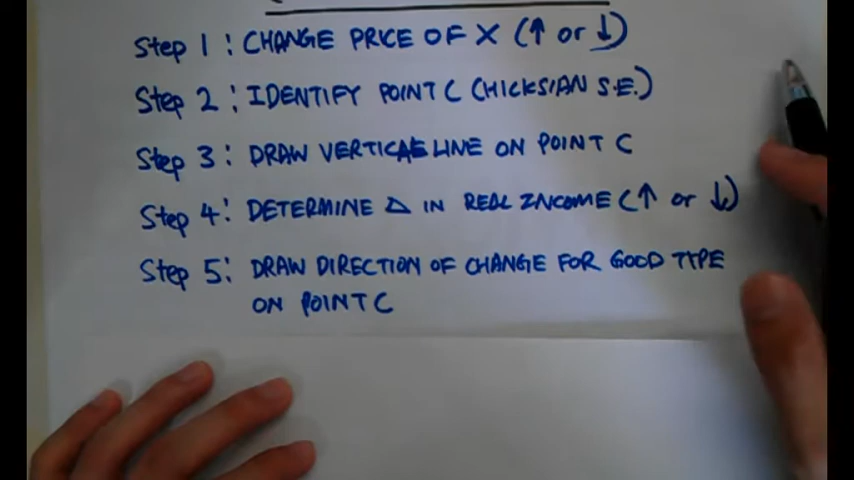 Step 1: CHANGE PRICE OF X (↑ or ↓)
Step 2: IDENTIFY POINT C (HICKSIAN S.E.)
Step 3: DRAW VERTICAL LINE ON POINT C
Step 4: DETERMINE Δ IN REAL INCOME (↑ or ↓)
Step 5: DRAW DIRECTION OF CHANGE FOR GOOD TYPE
ON POINT C